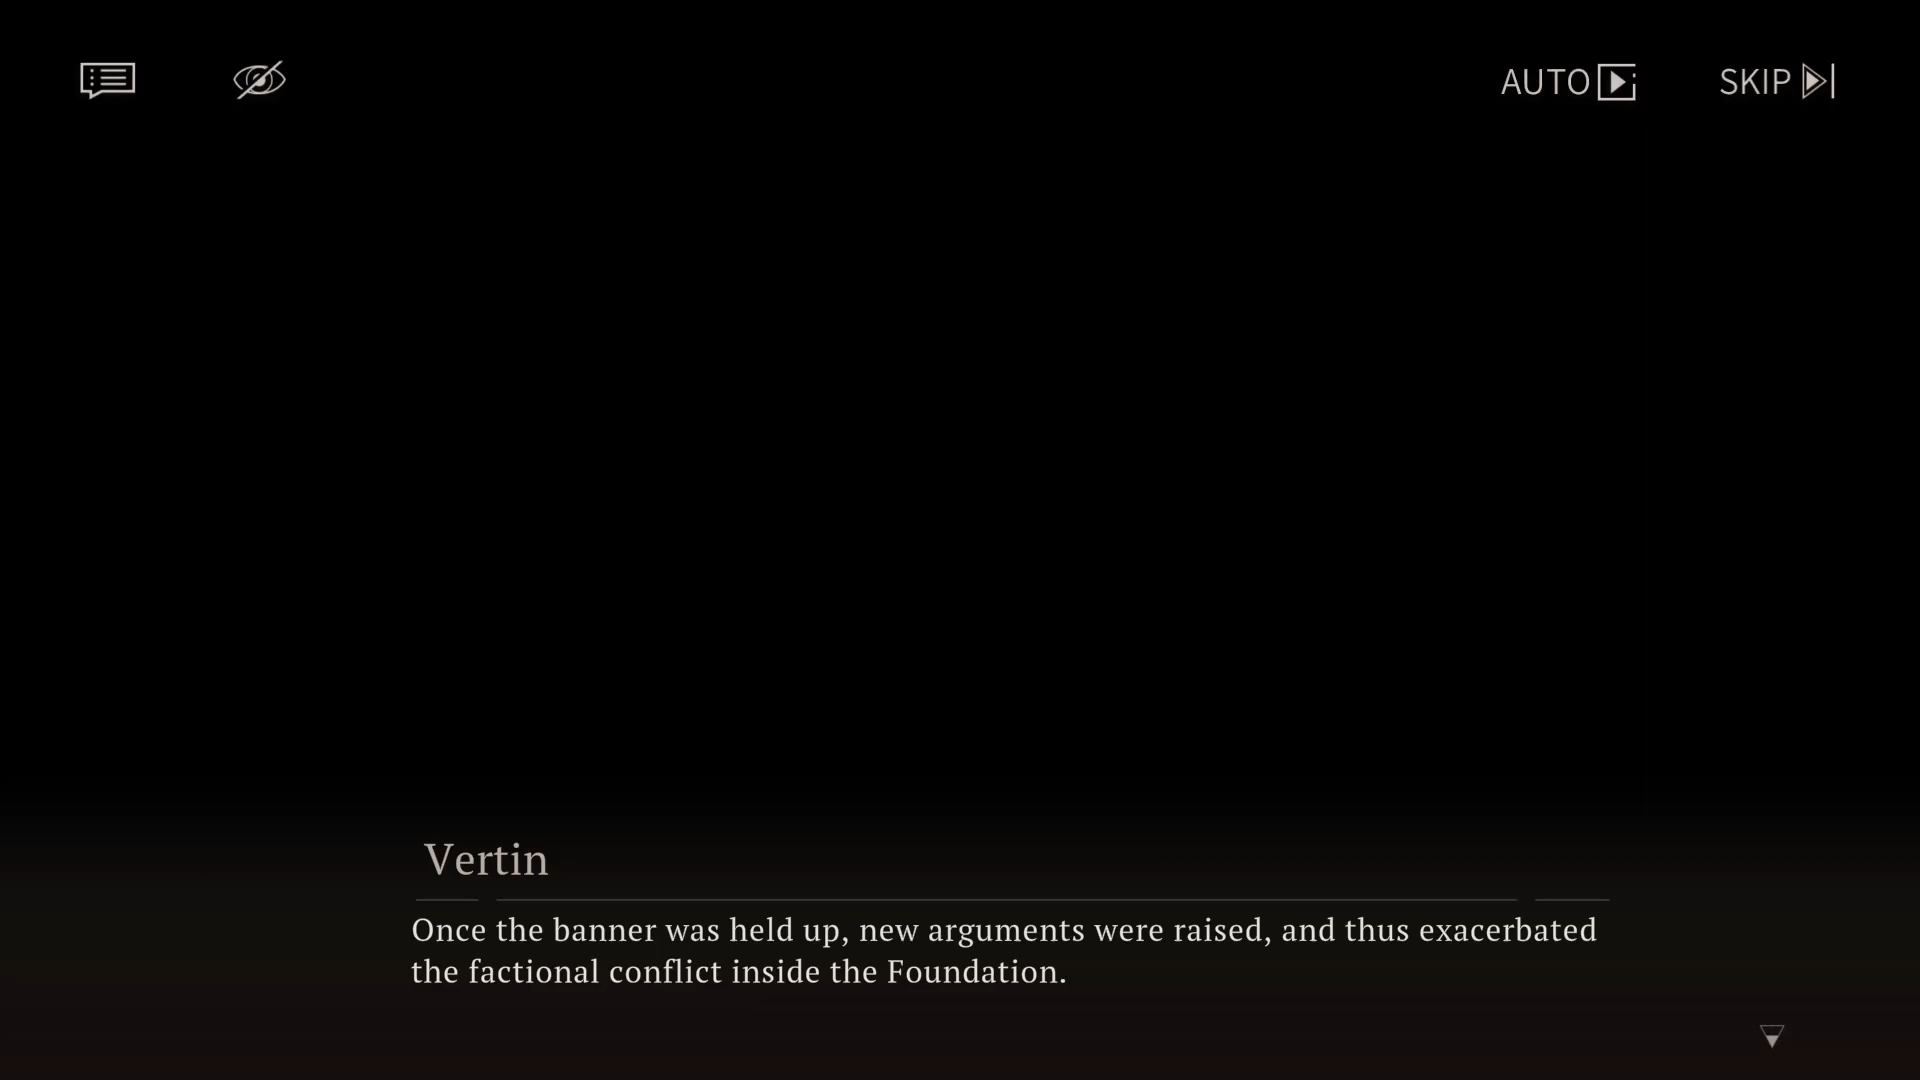 AUTO
SKIP
Vertin
Once the banner was held up, new arguments were raised, and thus exacerbated
the factional conflict inside the Foundation.